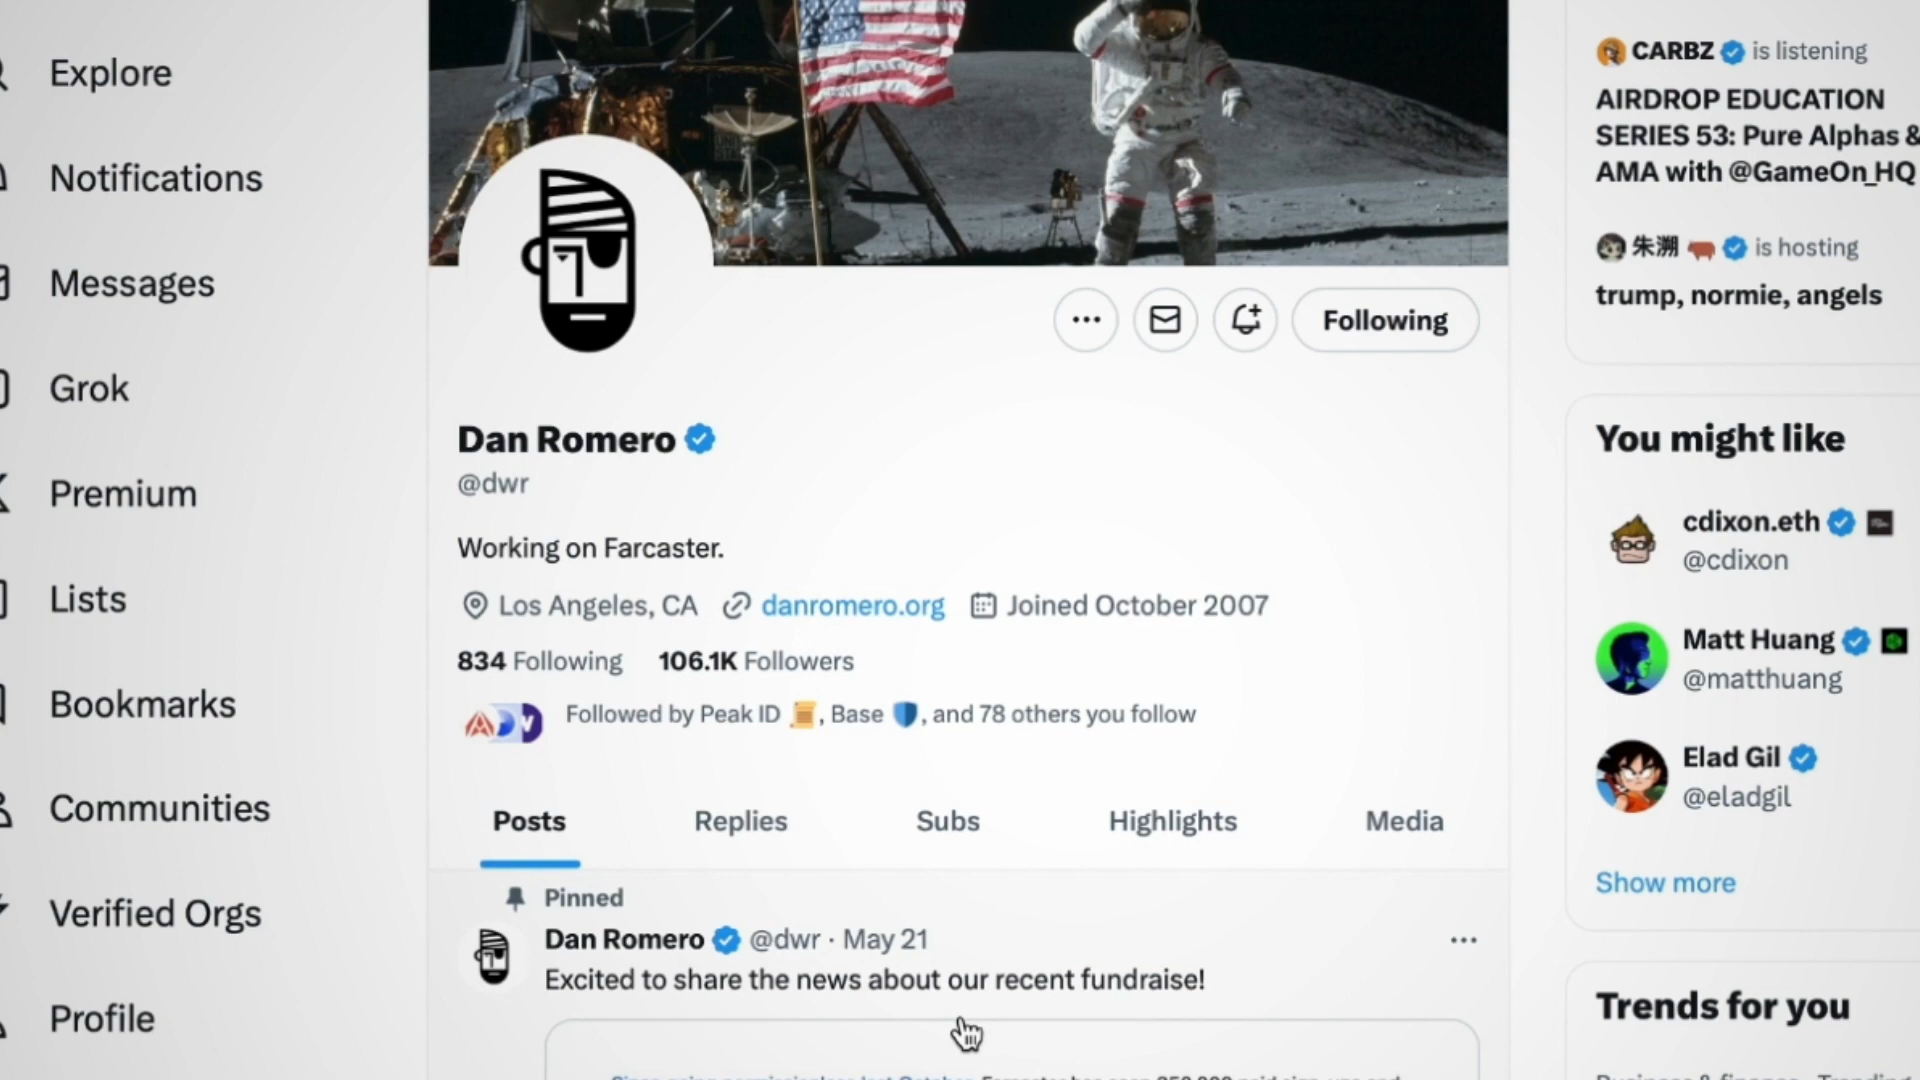 Explore
Notifications
Messages
Grok
Premium
Lists
Bookmarks
Communities
Verified Orgs
Profile
Following
Dan Romero
@dwr
Working on Farcaster.
Los Angeles, CA danromero.org Joined October 2007
834 Following 106.1K Followers
Followed by Peak ID 📜, Base 🛡️, and 78 others you follow
Posts Replies Subs Highlights Media
Pinned
Dan Romero @dwr · May 21
Excited to share the news about our recent fundraise!
CARBZ is listening
AIRDROP EDUCATION
SERIES 53: Pure Alphas &
AMA with @GameOn_HQ
朱溯 🐂 is hosting
trump, normie, angels
You might like
cdixon.eth
@cdixon
Matt Huang
@matthuang
Elad Gil
@eladgil
Show more
Trends for you